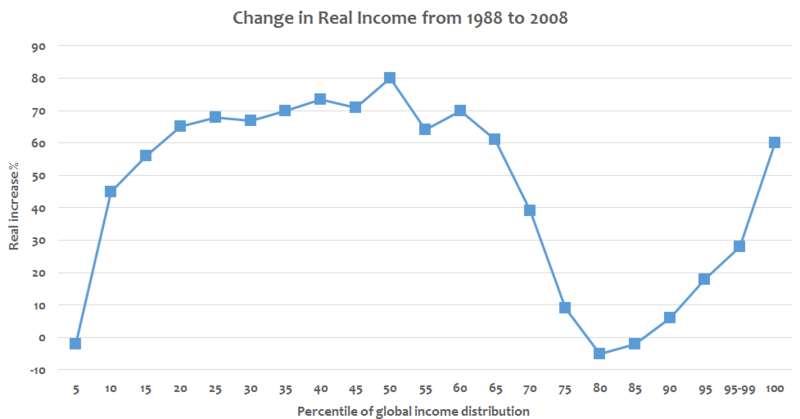 Change in Real Income from 1988 to 2008
90
80
70
60
50
40
30
20
10
0
-10
Real increase%
5 10 15 20 25 30 35 40 45 50 55 60 65 70 75 80 85 90 95 95-99 100
Percentile of global income distribution